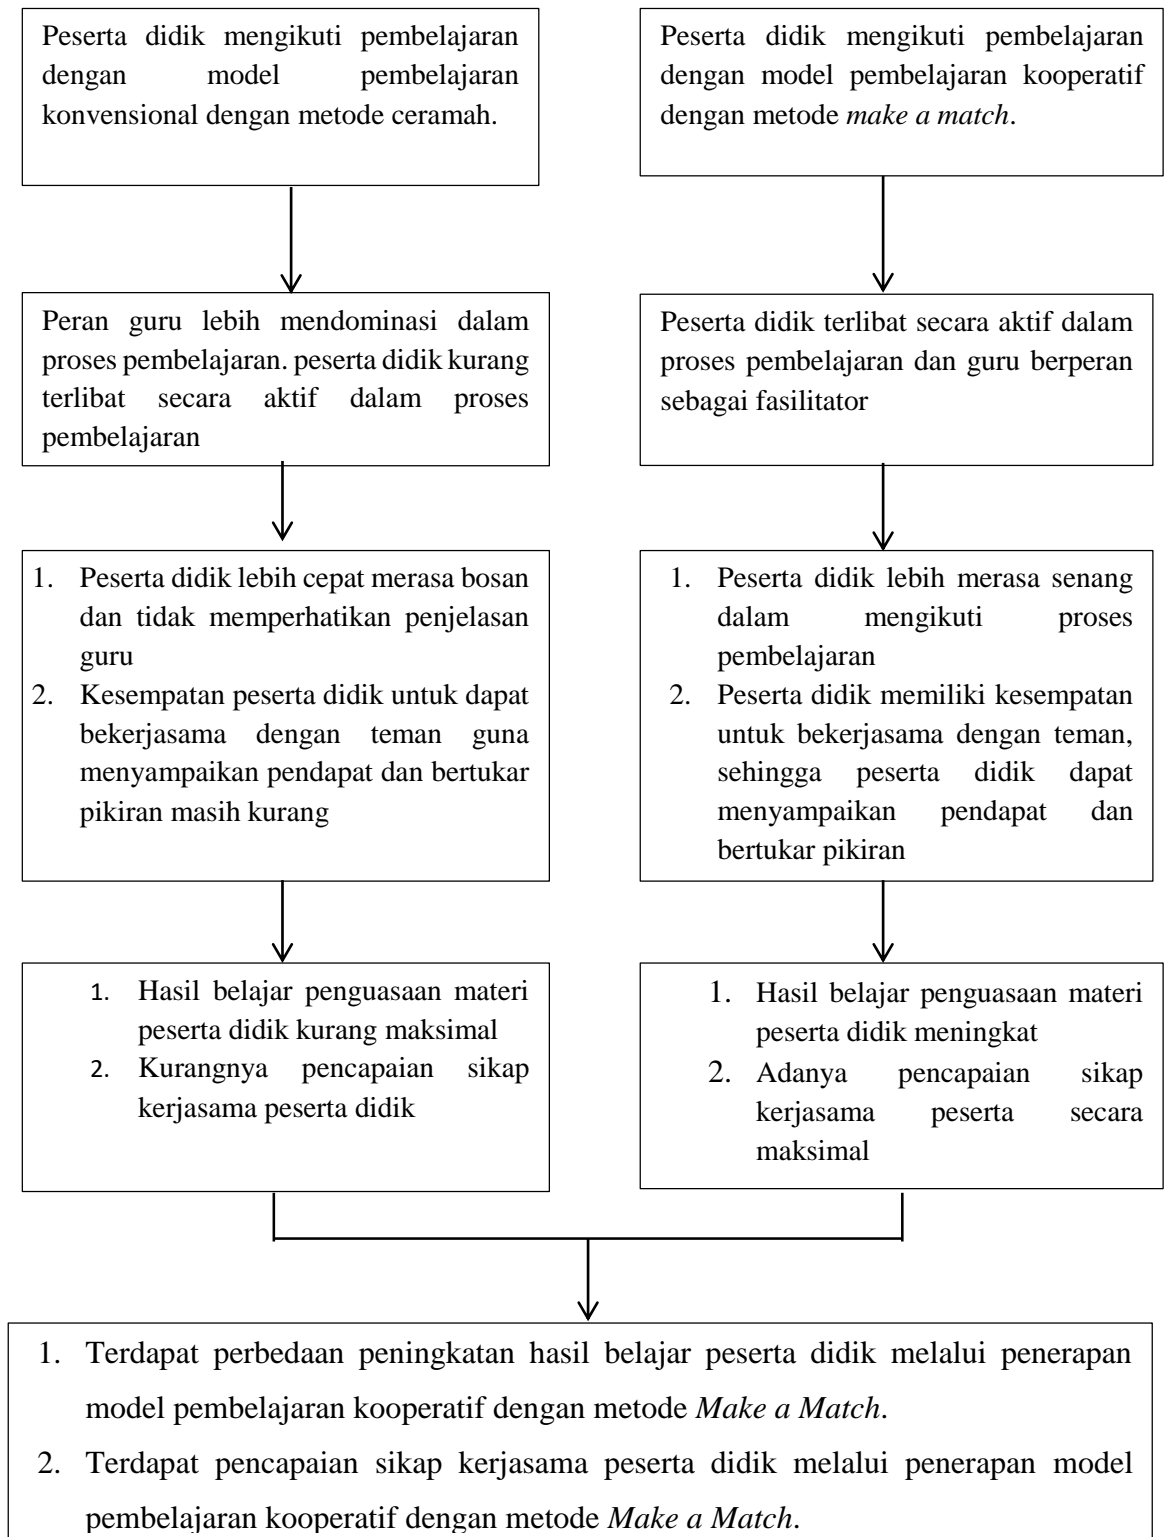 Peserta didik mengikuti pembelajaran
dengan model pembelajaran
konvensional dengan metode ceramah.
Peserta didik mengikuti pembelajaran
dengan model pembelajaran kooperatif
dengan metode make a match.
Peran guru lebih mendominasi dalam
proses pembelajaran. peserta didik kurang
terlibat secara aktif dalam proses
pembelajaran
Peserta didik terlibat secara aktif dalam
proses pembelajaran dan guru berperan
sebagai fasilitator
1. Peserta didik lebih cepat merasa bosan
dan tidak memperhatikan penjelasan
guru
2. Kesempatan peserta didik untuk dapat
bekerjasama dengan teman guna
menyampaikan pendapat dan bertukar
pikiran masih kurang
1. Peserta didik lebih merasa senang
dalam mengikuti proses
pembelajaran
2. Peserta didik memiliki kesempatan
untuk bekerjasama dengan teman,
sehingga peserta didik dapat
menyampaikan pendapat dan
bertukar pikiran
1. Hasil belajar penguasaan materi
peserta didik kurang maksimal
2. Kurangnya pencapaian sikap
kerjasama peserta didik
1. Hasil belajar penguasaan materi
peserta didik meningkat
2. Adanya pencapaian sikap
kerjasama peserta secara
maksimal
1. Terdapat perbedaan peningkatan hasil belajar peserta didik melalui penerapan
model pembelajaran kooperatif dengan metode Make a Match.
2. Terdapat pencapaian sikap kerjasama peserta didik melalui penerapan model
pembelajaran kooperatif dengan metode Make a Match.